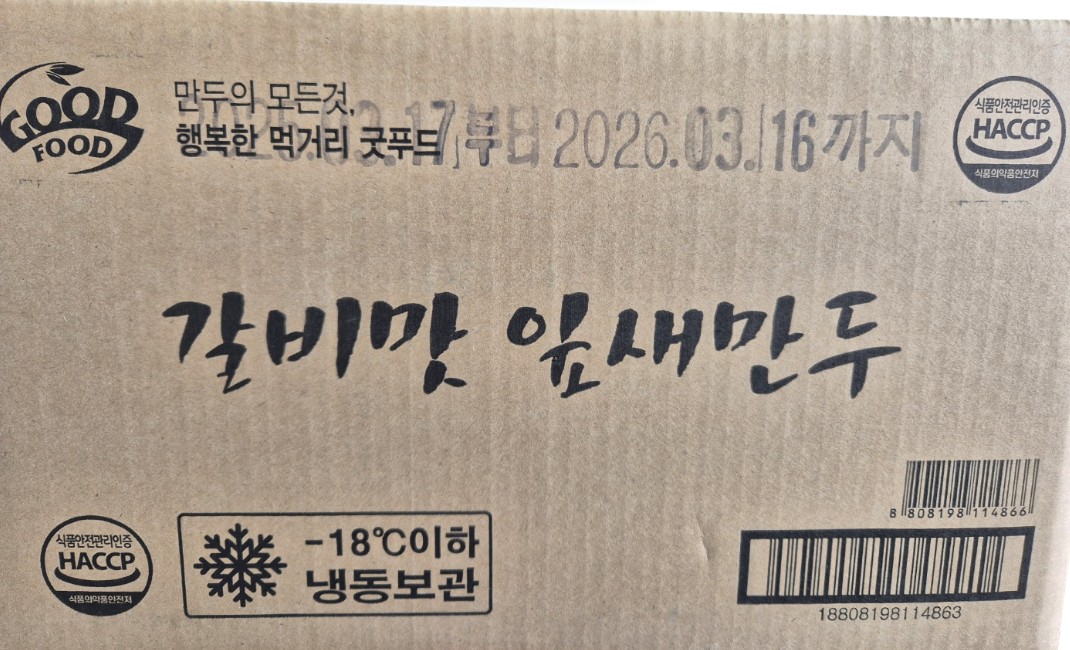 GOOD
FOOD
만두의 모든것,
행복한 먹거리 굿푸드
2025.03.17부터 2026.03.16까지
식품안전관리인증
HACCP
식품의약품안전처
갈비맛 잎새만두
8 808198 114866
식품안전관리인증
HACCP
식품의약품안전처
-18℃이하
냉동보관
18808198114863